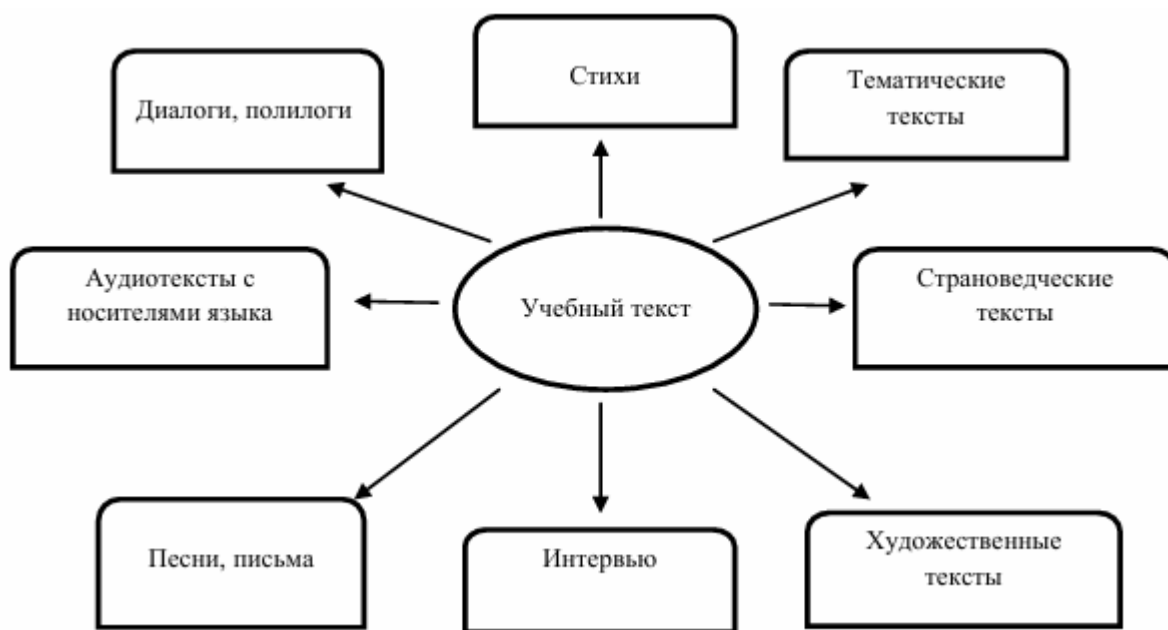 Стихи
Диалоги, полилоги
Тематические
тексты
Аудиотексты с
носителями языка
Учебный текст
Страноведческие
тексты
Песни, письма
Интервью
Художественные
тексты